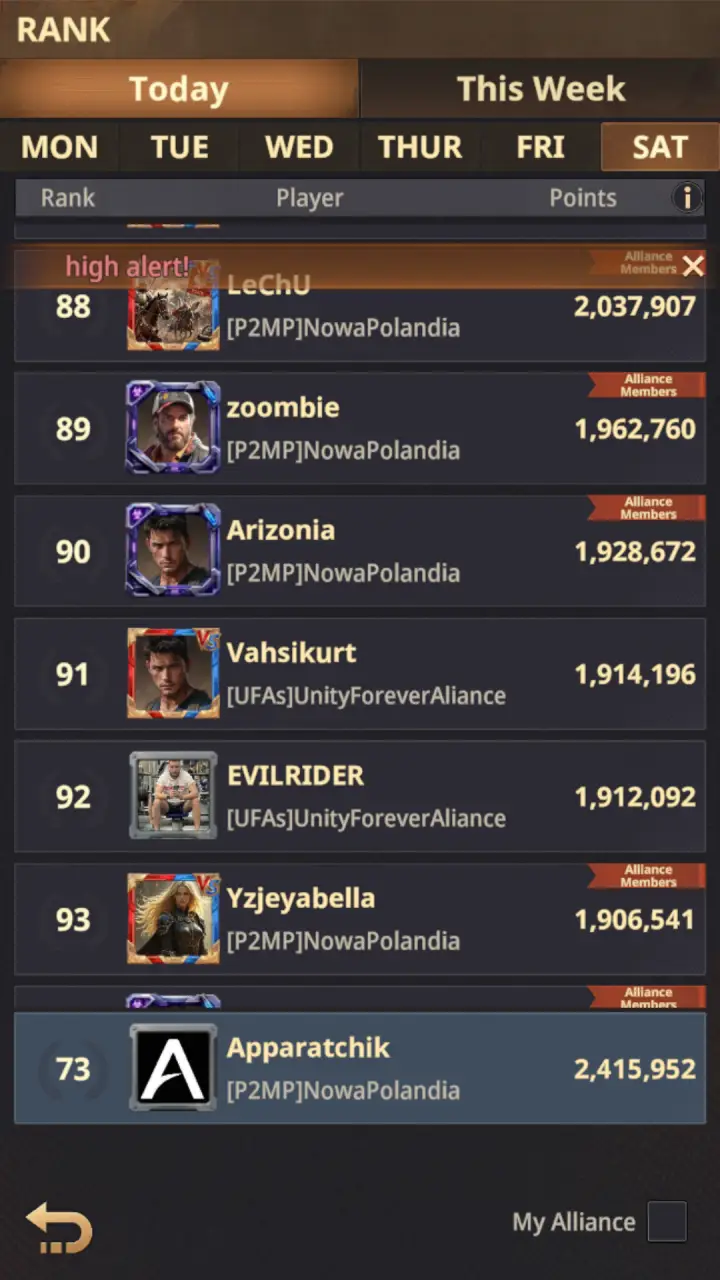 RANK
Today
This Week
MON
TUE
WED
THUR
FRI
SAT
Rank
Player
Points
high alert!
88
LeChU
[P2MP]NowaPolandia
Alliance
Members
2,037,907
89
zoombie
[P2MP]NowaPolandia
Alliance
Members
1,962,760
90
Arizonia
[P2MP]NowaPolandia
Alliance
Members
1,928,672
91
VS
Vahsikurt
[UFAs]UnityForeverAliance
1,914,196
92
EVILRIDER
[UFAs]UnityForeverAliance
1,912,092
93
VS
Yzjeyabella
[P2MP]NowaPolandia
Alliance
Members
1,906,541
Alliance
Members
73
Apparatchik
[P2MP]NowaPolandia
2,415,952
My Alliance